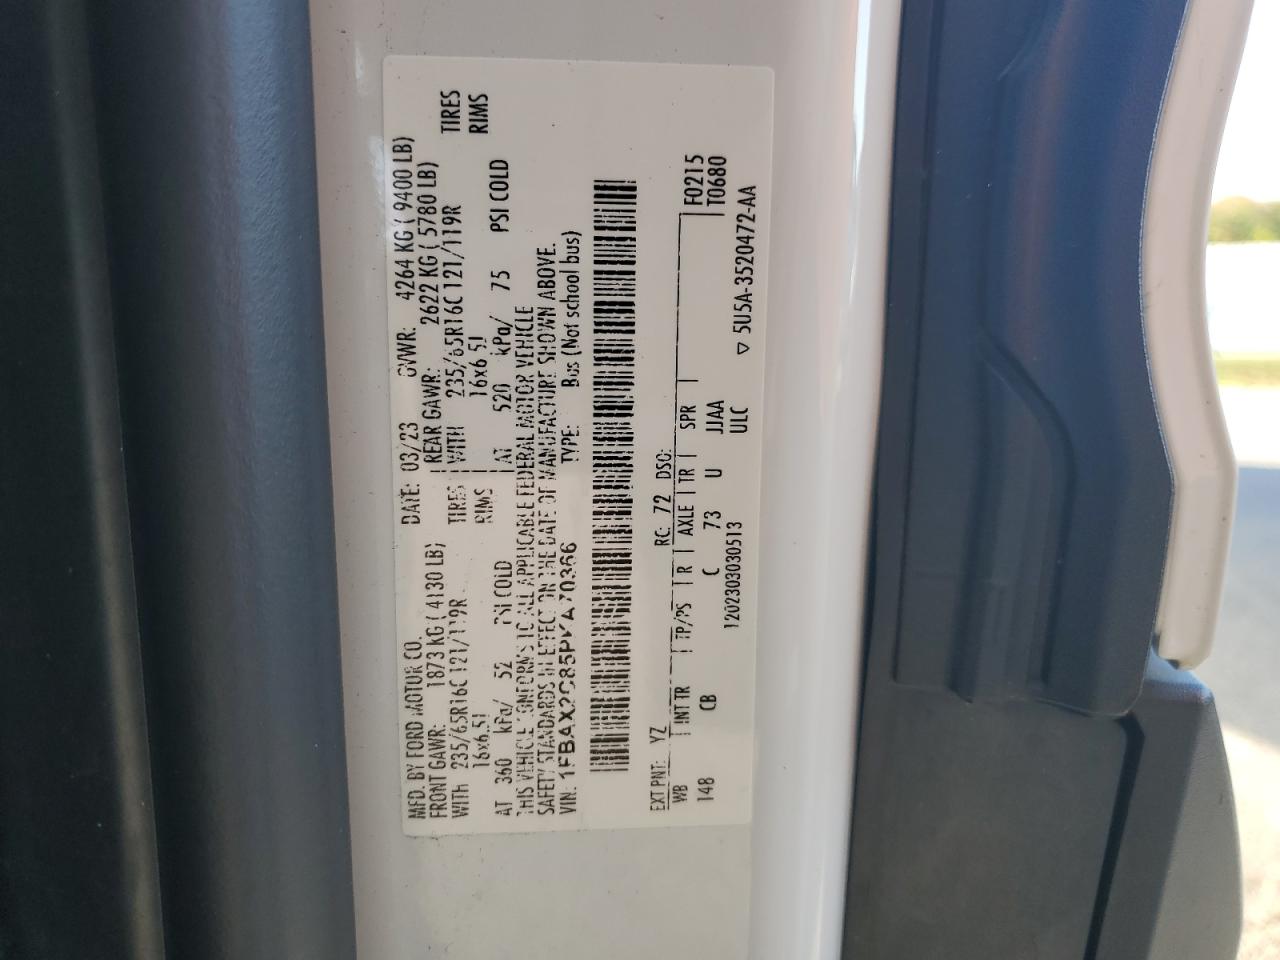 MFD. BY FORD MOTOR CO. DATE: 03/23 GVWR: 4264 KG ( 9400 LB)
FRONT GAWR: 1873 KG ( 4130 LB) REAR GAWR: 2622 KG ( 5780 LB)
WITH 235/65R16C 121/119R TIRES WITH 235/65R16C 121/119R TIRES
16x6.5J RIMS 16x6.5J RIMS
AT 360 kPa/ 52 PSI COLD AT 520 kPa/ 75 PSI COLD
THIS VEHICLE CONFORMS TO ALL APPLICABLE FEDERAL MOTOR VEHICLE
SAFETY STANDARDS IN EFFECT ON THE DATE OF MANUFACTURE SHOWN ABOVE.
VIN: TYPE: Bus (Not school bus)
EXT PNT: YZ RC: 72 DSO: F0215
WB INT TR TP/PS R AXLE TR SPR T0680
148 CB C 73 U JJAA
1202303030513 ULC ▽ 5U5A-3520472-AA